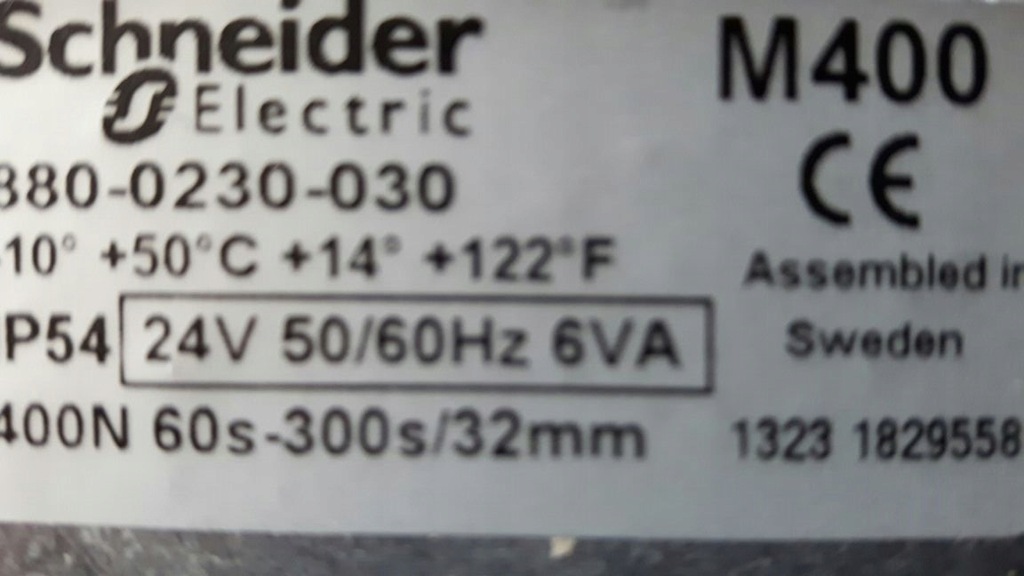 Schneider
Electric
M400
CE
880-0230-030
-10° +50°C +14° +122°F
Assembled in
Sweden
IP54 24V 50/60Hz 6VA
400N 60s-300s/32mm
1323 1829558